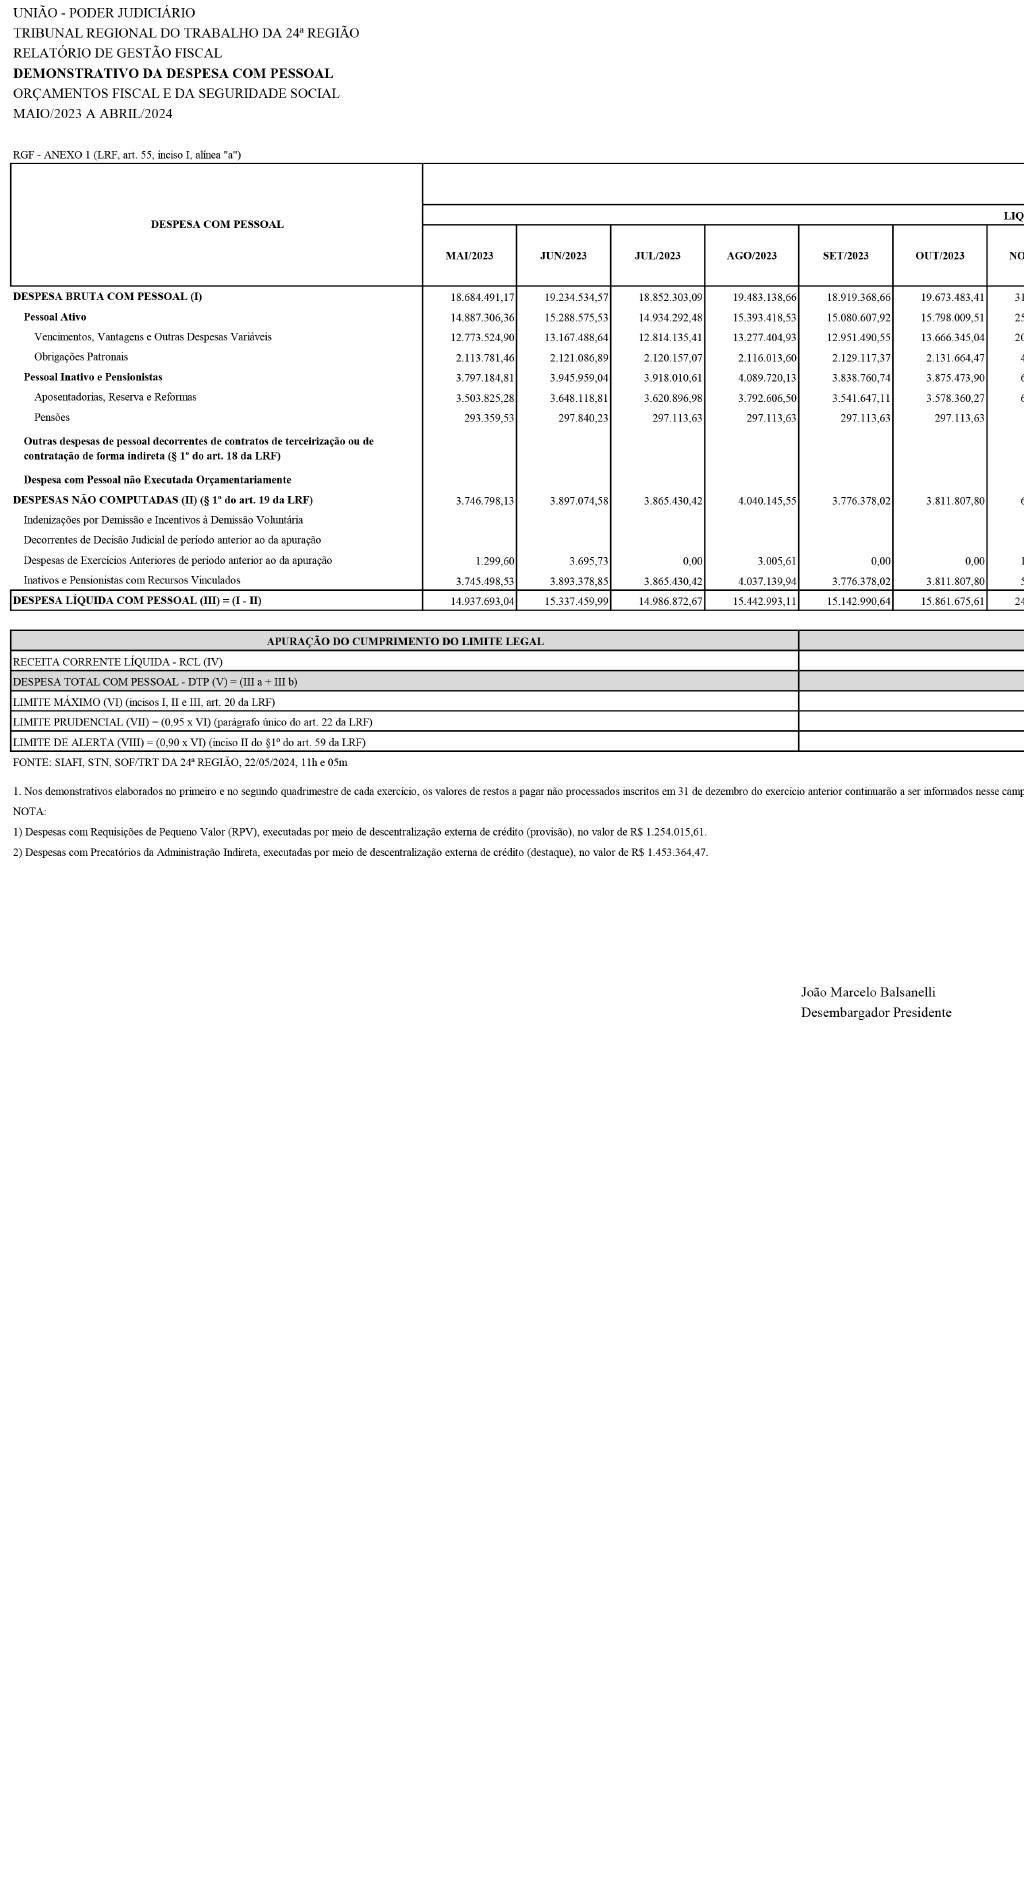 UNIÃO - PODER JUDICIÁRIO
TRIBUNAL REGIONAL DO TRABALHO DA 24ª REGIÃO
RELATÓRIO DE GESTÃO FISCAL
DEMONSTRATIVO DA DESPESA COM PESSOAL
ORÇAMENTOS FISCAL E DA SEGURIDADE SOCIAL
MAIO/2023 A ABRIL/2024
RGF - ANEXO 1 (LRF, art. 55, inciso I, alínea "a")
LIQ
DESPESA COM PESSOAL
MAI/2023 JUN/2023 JUL/2023 AGO/2023 SET/2023 OUT/2023 NO
DESPESA BRUTA COM PESSOAL (I) 18.684.491,17 19.234.534,57 18.852.303,09 19.483.138,66 18.919.368,66 19.673.483,41 31
Pessoal Ativo 14.887.306,36 15.288.575,53 14.934.292,48 15.393.418,53 15.080.607,92 15.798.009,51 25
Vencimentos, Vantagens e Outras Despesas Variáveis 12.773.524,90 13.167.488,64 12.814.135,41 13.277.404,93 12.951.490,55 13.666.345,04 20
Obrigações Patronais 2.113.781,46 2.121.086,89 2.120.157,07 2.116.013,60 2.129.117,37 2.131.664,47 4
Pessoal Inativo e Pensionistas 3.797.184,81 3.945.959,04 3.918.010,61 4.089.720,13 3.838.760,74 3.875.473,90 6
Aposentadorias, Reserva e Reformas 3.503.825,28 3.648.118,81 3.620.896,98 3.792.606,50 3.541.647,11 3.578.360,27 6
Pensões 293.359,53 297.840,23 297.113,63 297.113,63 297.113,63 297.113,63
Outras despesas de pessoal decorrentes de contratos de terceirização ou de
contratação de forma indireta (§ 1º do art. 18 da LRF)
Despesa com Pessoal não Executada Orçamentariamente
DESPESAS NÃO COMPUTADAS (II) (§ 1º do art. 19 da LRF) 3.746.798,13 3.897.074,58 3.865.430,42 4.040.145,55 3.776.378,02 3.811.807,80 6
Indenizações por Demissão e Incentivos à Demissão Voluntária
Decorrentes de Decisão Judicial de período anterior ao da apuração
Despesas de Exercícios Anteriores de período anterior ao da apuração 1.299,60 3.695,73 0,00 3.005,61 0,00 0,00 1
Inativos e Pensionistas com Recursos Vinculados 3.745.498,53 3.893.378,85 3.865.430,42 4.037.139,94 3.776.378,02 3.811.807,80 5
DESPESA LÍQUIDA COM PESSOAL (III) = (I - II) 14.937.693,04 15.337.459,99 14.986.872,67 15.442.993,11 15.142.990,64 15.861.675,61 24
APURAÇÃO DO CUMPRIMENTO DO LIMITE LEGAL
RECEITA CORRENTE LÍQUIDA - RCL (IV)
DESPESA TOTAL COM PESSOAL - DTP (V) = (III a + III b)
LIMITE MÁXIMO (VI) (incisos I, II e III, art. 20 da LRF)
LIMITE PRUDENCIAL (VII) = (0,95 x VI) (parágrafo único do art. 22 da LRF)
LIMITE DE ALERTA (VIII) = (0,90 x VI) (inciso II do §1º do art. 59 da LRF)
FONTE: SIAFI, STN, SOF/TRT DA 24ª REGIÃO, 22/05/2024, 11h e 05m
1. Nos demonstrativos elaborados no primeiro e no segundo quadrimestre de cada exercício, os valores de restos a pagar não processados inscritos em 31 de dezembro do exercício anterior continuarão a ser informados nesse camp
NOTA:
1) Despesas com Requisições de Pequeno Valor (RPV), executadas por meio de descentralização externa de crédito (provisão), no valor de R$ 1.254.015,61.
2) Despesas com Precatórios da Administração Indireta, executadas por meio de descentralização externa de crédito (destaque), no valor de R$ 1.453.364,47.
João Marcelo Balsanelli
Desembargador Presidente